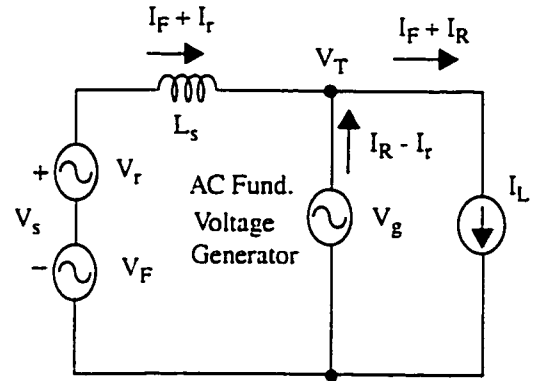 I_F + I_r
I_F + I_R
V_T
L_s
I_R - I_r
+
V_r
AC Fund.
I_L
V_s
Voltage
V_g
Generator
−
V_F